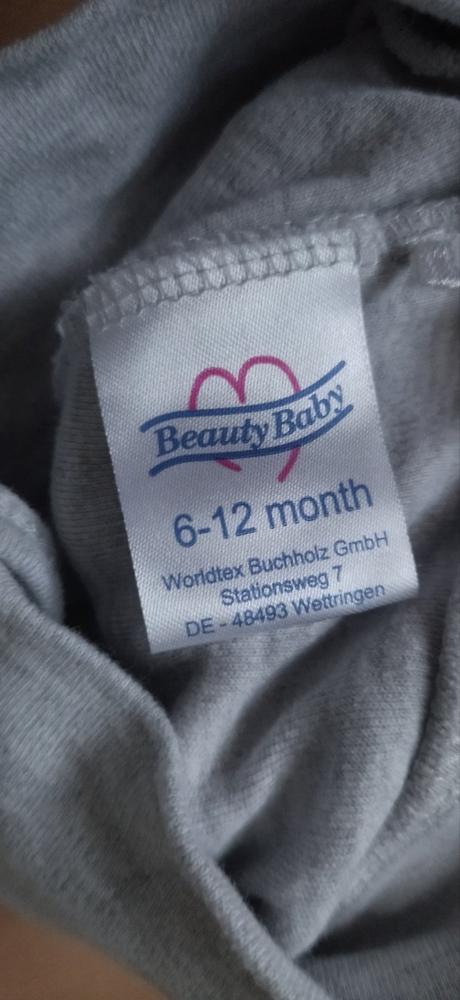 Beauty Baby
6-12 month
Worldtex Buchholz GmbH
Stationsweg 7
DE - 48493 Wettringen